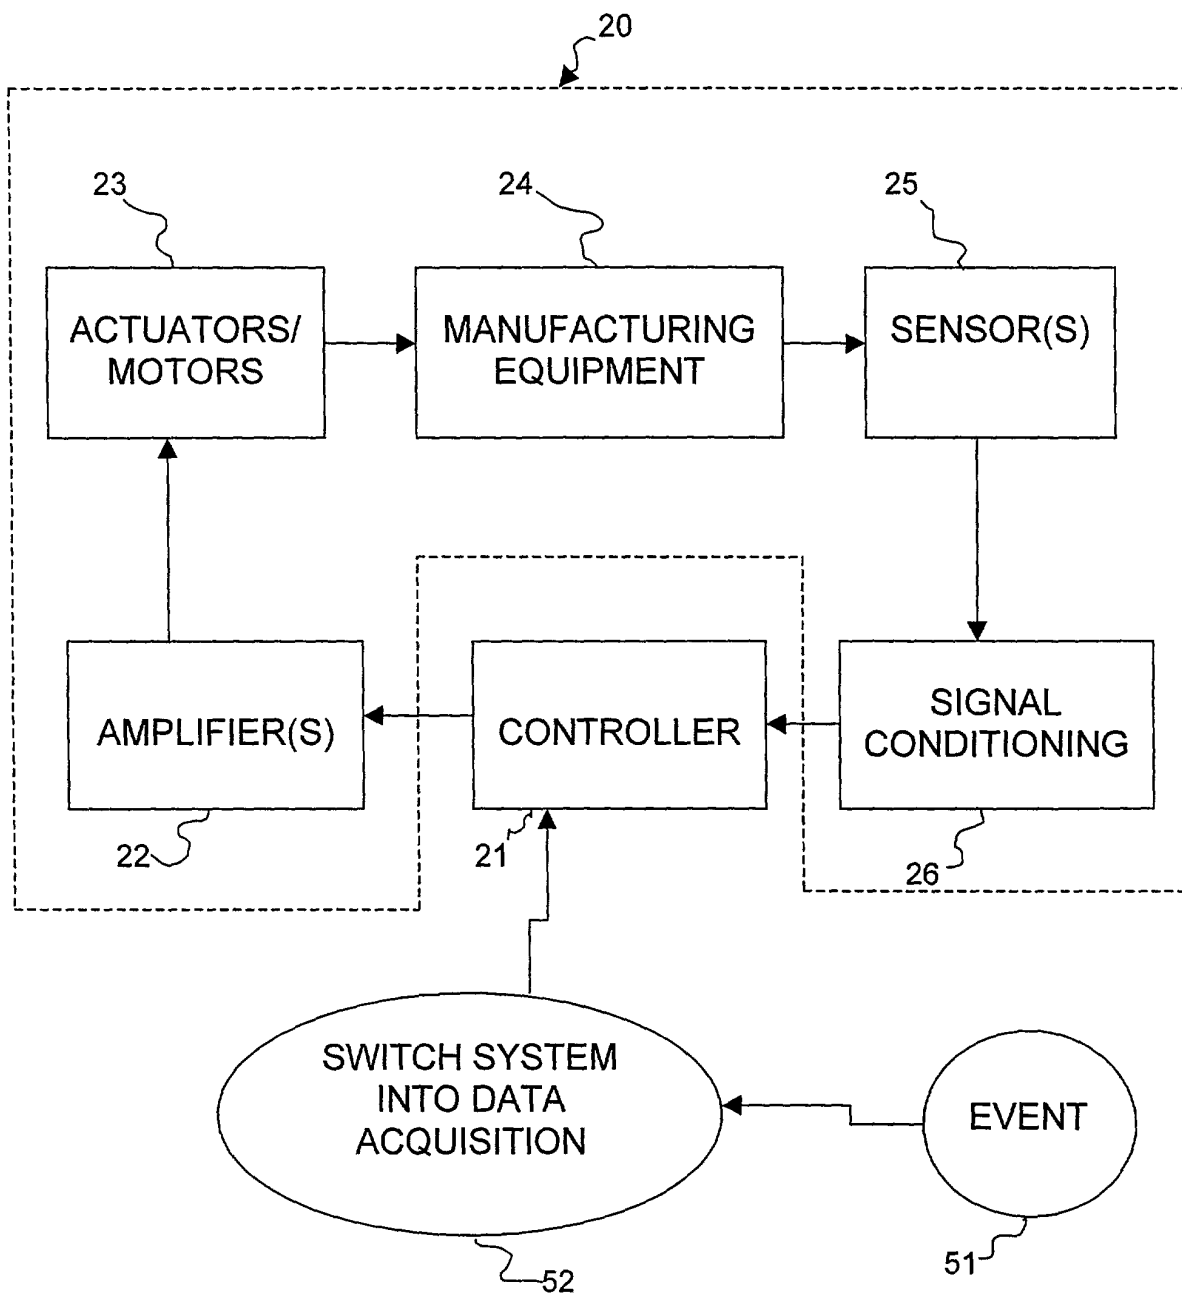 20
23
24
25
ACTUATORS/
MOTORS
MANUFACTURING
EQUIPMENT
SENSOR(S)
AMPLIFIER(S)
CONTROLLER
SIGNAL
CONDITIONING
22
21
26
SWITCH SYSTEM
INTO DATA
ACQUISITION
EVENT
51
52